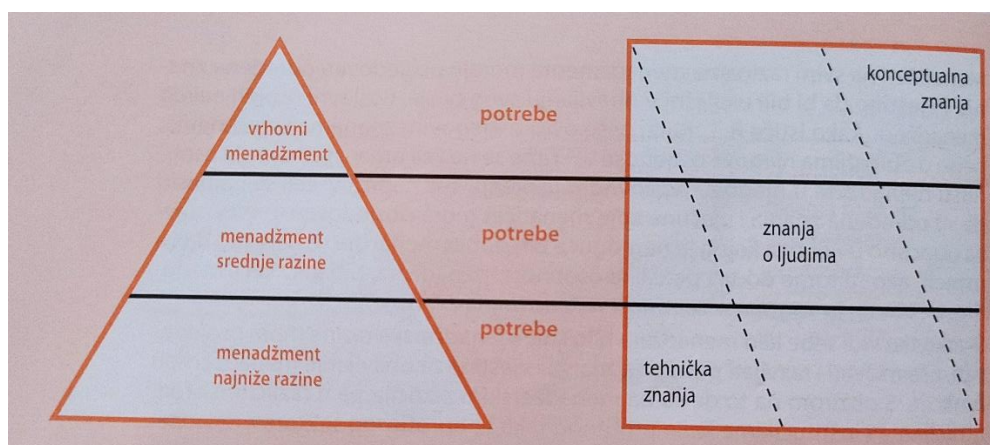 vrhovni
menadžment
potrebe
konceptualna
znanja
menadžment
srednje razine
potrebe
znanja
o ljudima
menadžment
najniže razine
potrebe
tehnička
znanja